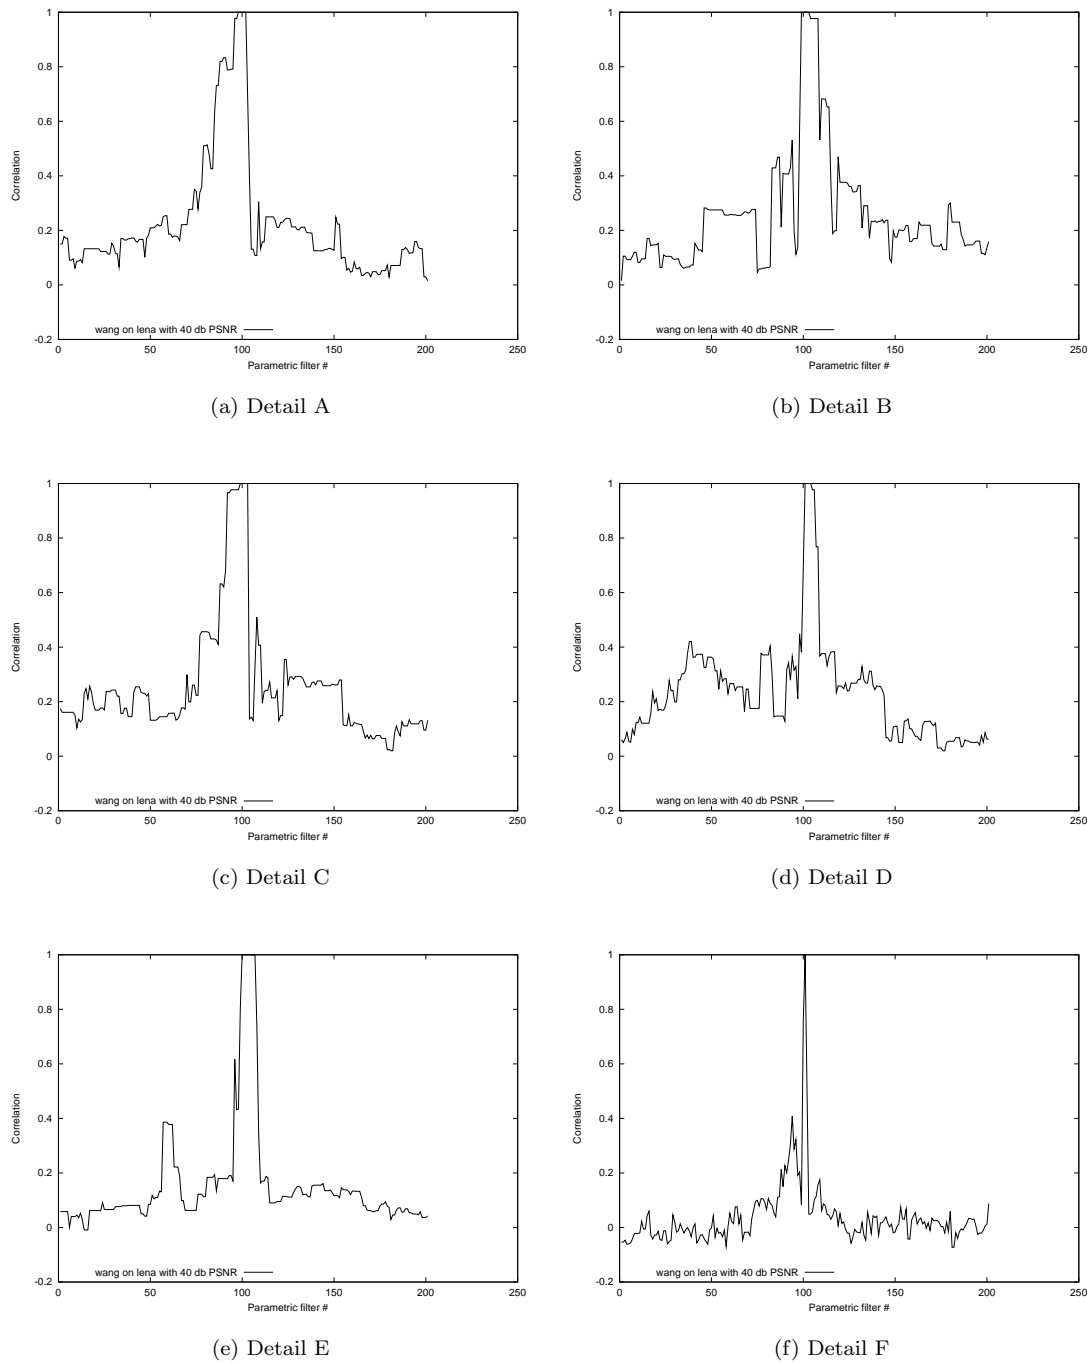 1
0.8
0.6
0.4
0.2
0
-0.2
Correlation
wang on lena with 40 db PSNR
0 50 100 150 200 250
Parametric filter #
(a) Detail A
1
0.8
0.6
0.4
0.2
0
-0.2
Correlation
wang on lena with 40 db PSNR
0 50 100 150 200 250
Parametric filter #
(b) Detail B
1
0.8
0.6
0.4
0.2
0
-0.2
Correlation
wang on lena with 40 db PSNR
0 50 100 150 200 250
Parametric filter #
(c) Detail C
1
0.8
0.6
0.4
0.2
0
-0.2
Correlation
wang on lena with 40 db PSNR
0 50 100 150 200 250
Parametric filter #
(d) Detail D
1
0.8
0.6
0.4
0.2
0
-0.2
Correlation
wang on lena with 40 db PSNR
0 50 100 150 200 250
Parametric filter #
(e) Detail E
1
0.8
0.6
0.4
0.2
0
-0.2
Correlation
wang on lena with 40 db PSNR
0 50 100 150 200 250
Parametric filter #
(f) Detail F